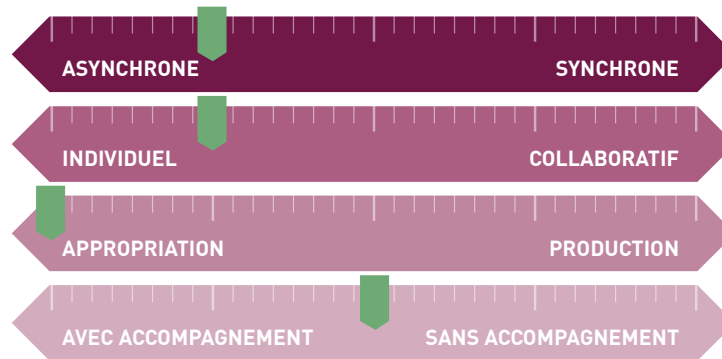 ASYNCHRONE SYNCHRONE
INDIVIDUEL COLLABORATIF
APPROPRIATION PRODUCTION
AVEC ACCOMPAGNEMENT SANS ACCOMPAGNEMENT